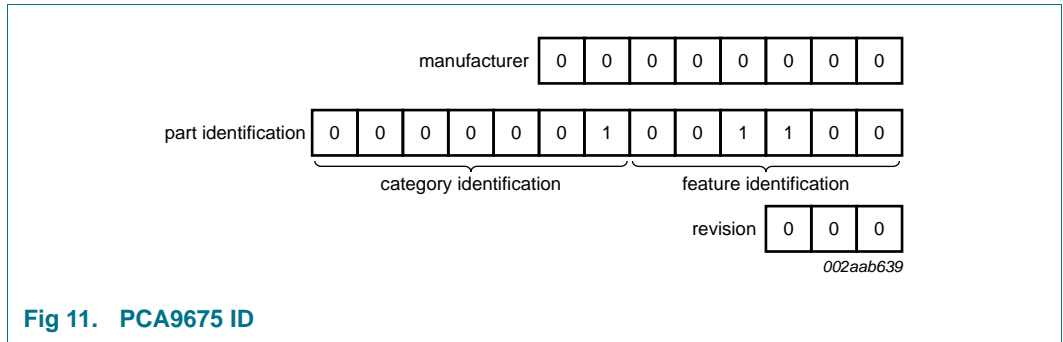 manufacturer 0 0 0 0 0 0 0 0
part identification 0 0 0 0 0 0 1 0 0 1 1 0 0
category identification feature identification
revision 0 0 0
002aab639
Fig 11. PCA9675 ID